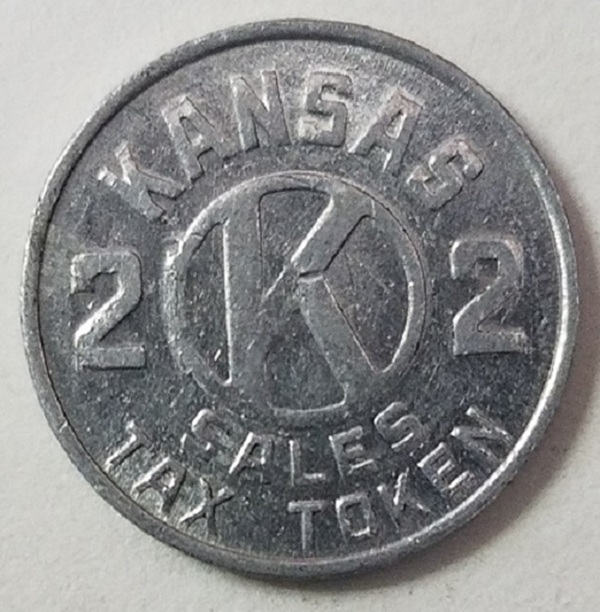 KANSAS
2 K 2
SALES
TAX TOKEN